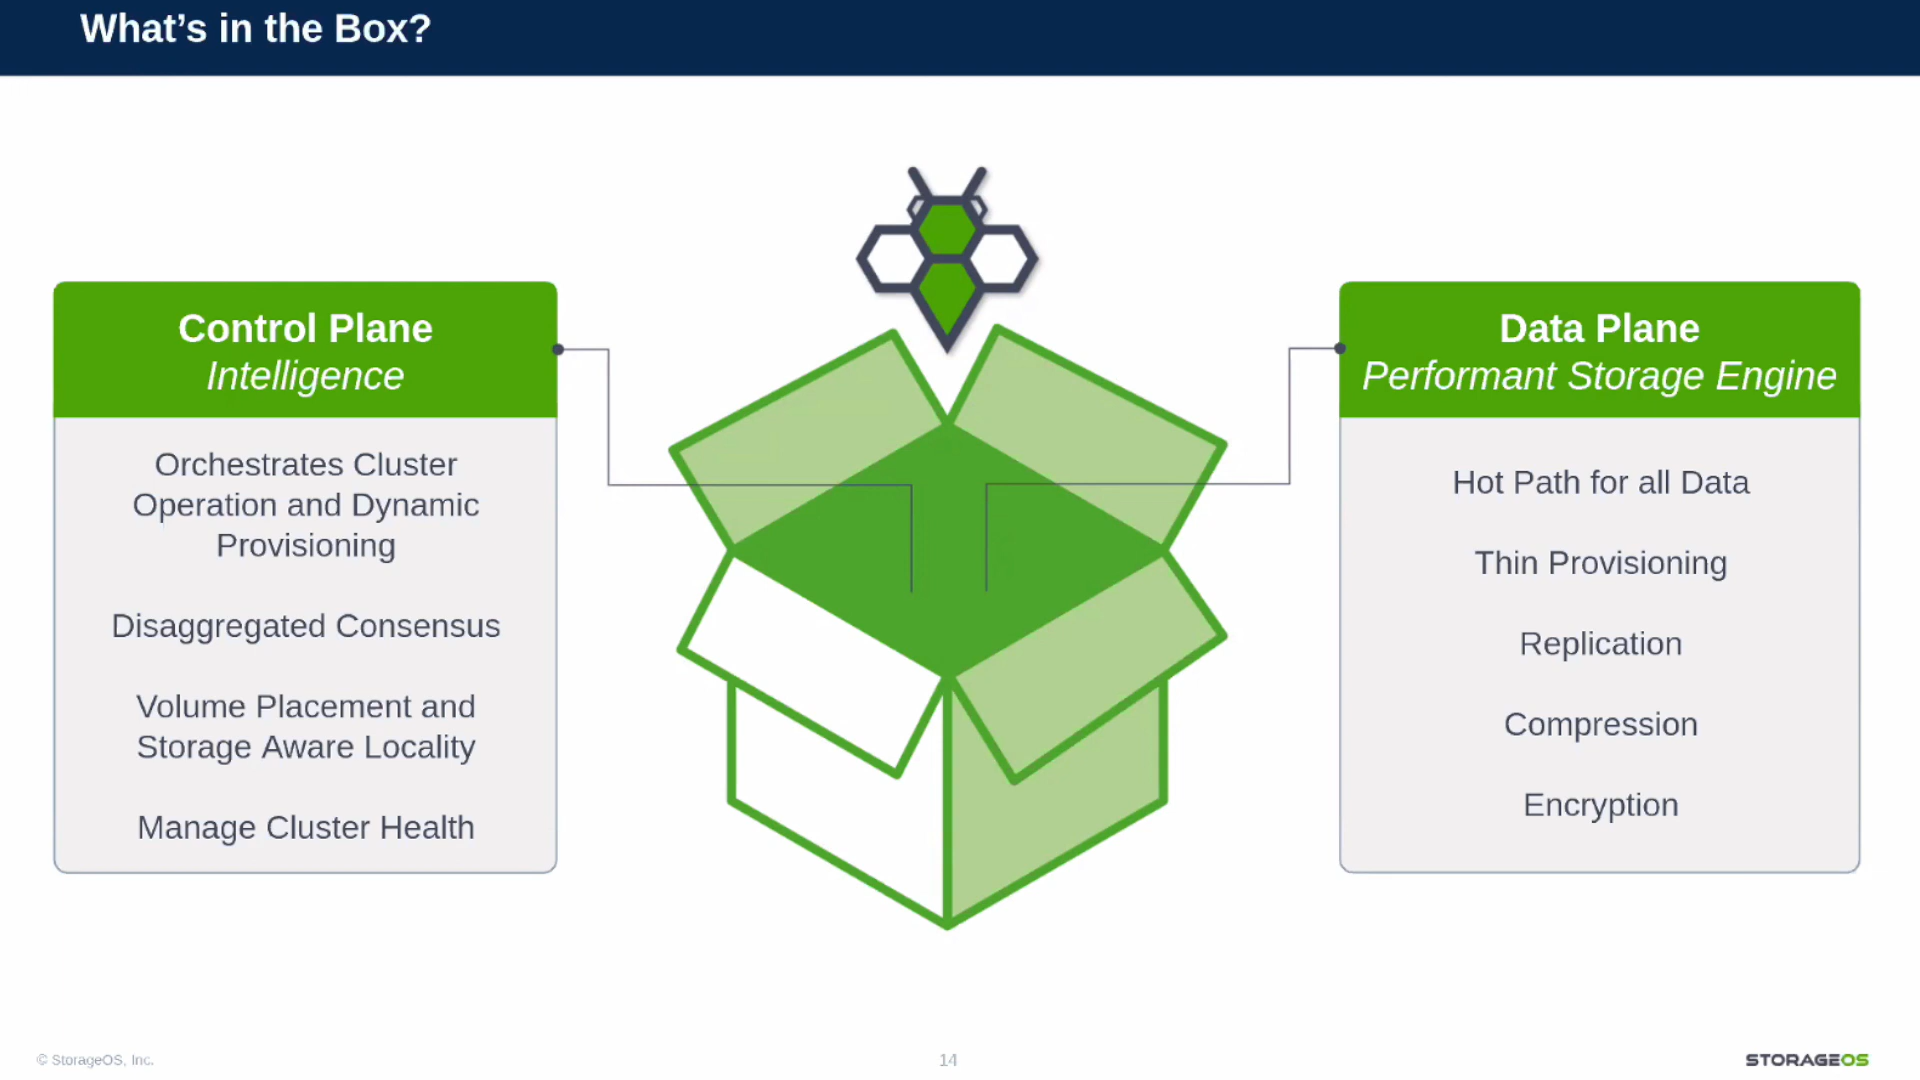 What's in the Box?
Control Plane
Intelligence
Orchestrates Cluster
Operation and Dynamic
Provisioning
Disaggregated Consensus
Volume Placement and
Storage Aware Locality
Manage Cluster Health
Data Plane
Performant Storage Engine
Hot Path for all Data
Thin Provisioning
Replication
Compression
Encryption
© StorageOS, Inc.
14
STORAGEOS